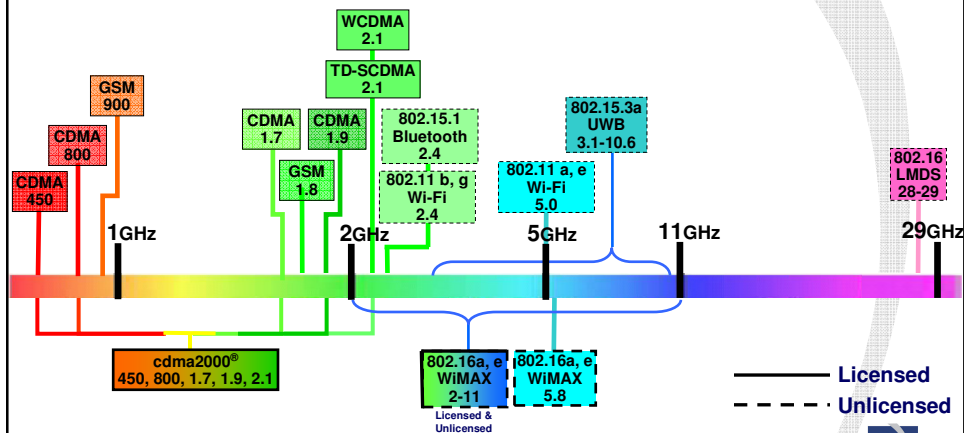 WCDMA
2.1
TD-SCDMA
2.1
GSM
900
CDMA
800
CDMA
450
CDMA
1.7
GSM
1.8
CDMA
1.9
802.15.1
Bluetooth
2.4
802.11 b, g
Wi-Fi
2.4
802.15.3a
UWB
3.1-10.6
802.11 a, e
Wi-Fi
5.0
802.16
LMDS
28-29
1GHz
2GHz
5GHz
11GHz
29GHz
cdma2000®
450, 800, 1.7, 1.9, 2.1
802.16a, e
WiMAX
2-11
Licensed &
Unlicensed
802.16a, e
WiMAX
5.8
Licensed
Unlicensed